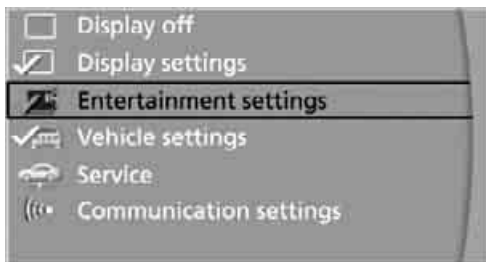 Display off
Display settings
Entertainment settings
Vehicle settings
Service
Communication settings